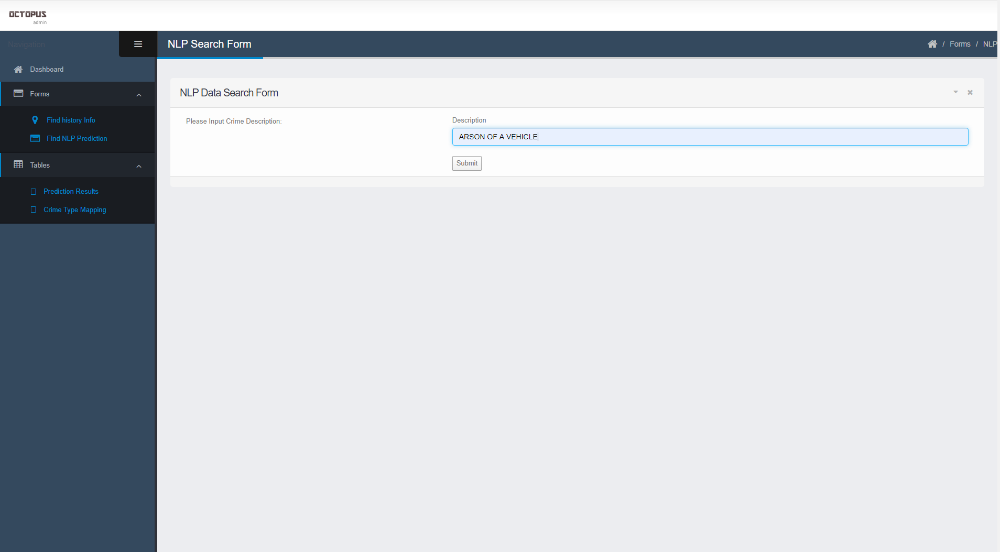 OCTOPUS
admin
Navigation
NLP Search Form
/ Forms / NLP
Dashboard
Forms
Find history Info
Find NLP Prediction
Tables
Prediction Results
Crime Type Mapping
NLP Data Search Form
Please Input Crime Description:
Description
ARSON OF A VEHICLE
Submit